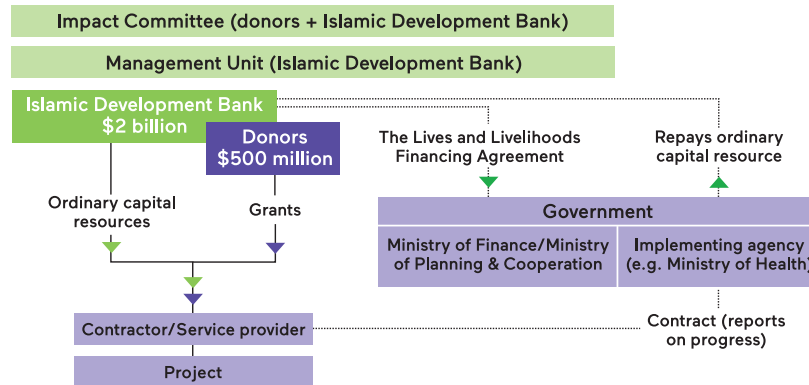 Impact Committee (donors + Islamic Development Bank)
Management Unit (Islamic Development Bank)
Islamic Development Bank
$2 billion
Donors
$500 million
The Lives and Livelihoods
Financing Agreement
Repays ordinary
capital resource
Ordinary capital
resources
Grants
Government
Ministry of Finance/Ministry
of Planning & Cooperation
Implementing agency
(e.g. Ministry of Health)
Contractor/Service provider
Contract (reports
on progress)
Project